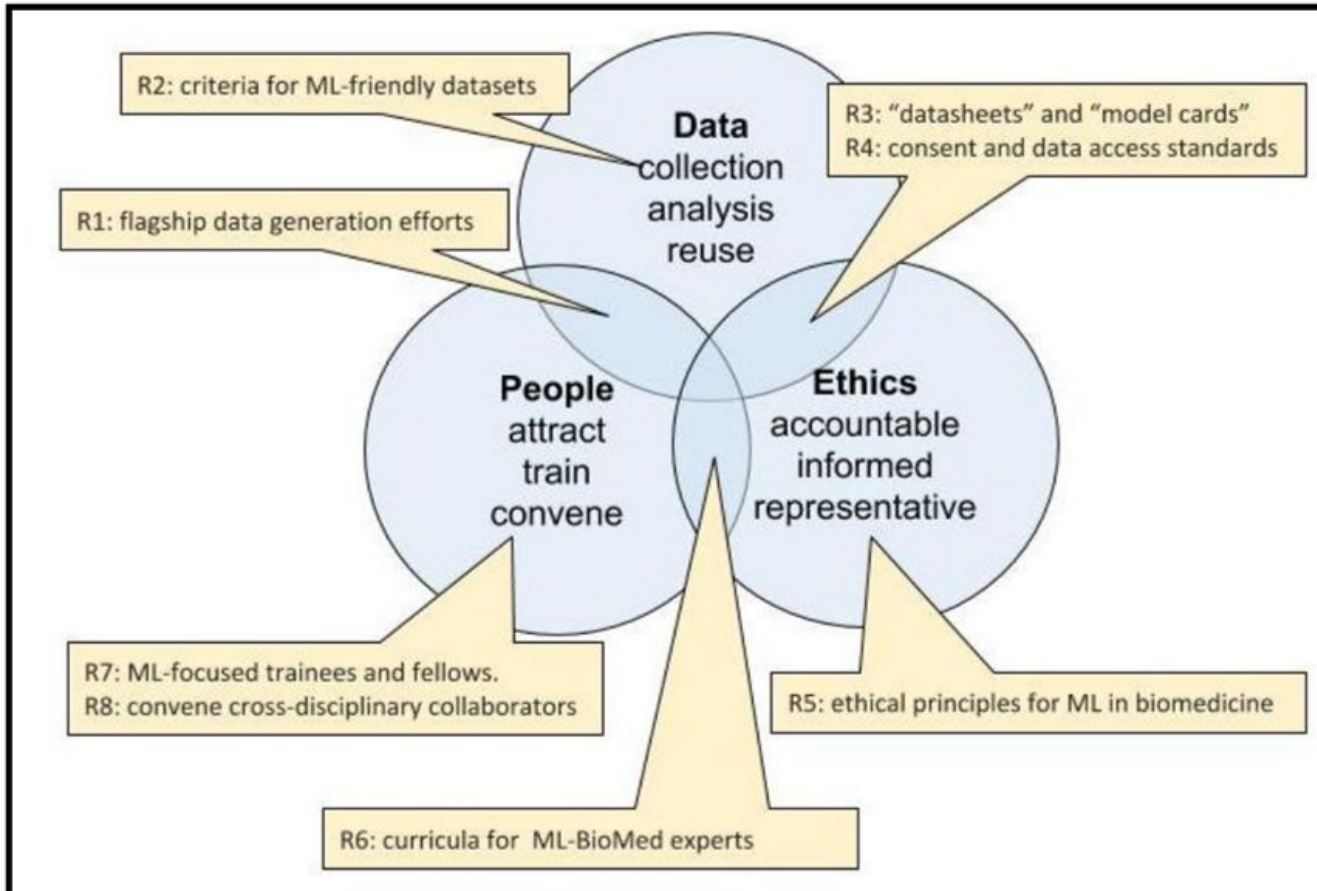 R2: criteria for ML-friendly datasets
Data
collection
analysis
reuse
R3: “datasheets” and “model cards”
R4: consent and data access standards
R1: flagship data generation efforts
People
attract
train
convene
Ethics
accountable
informed
representative
R7: ML-focused trainees and fellows.
R8: convene cross-disciplinary collaborators
R5: ethical principles for ML in biomedicine
R6: curricula for ML-BioMed experts